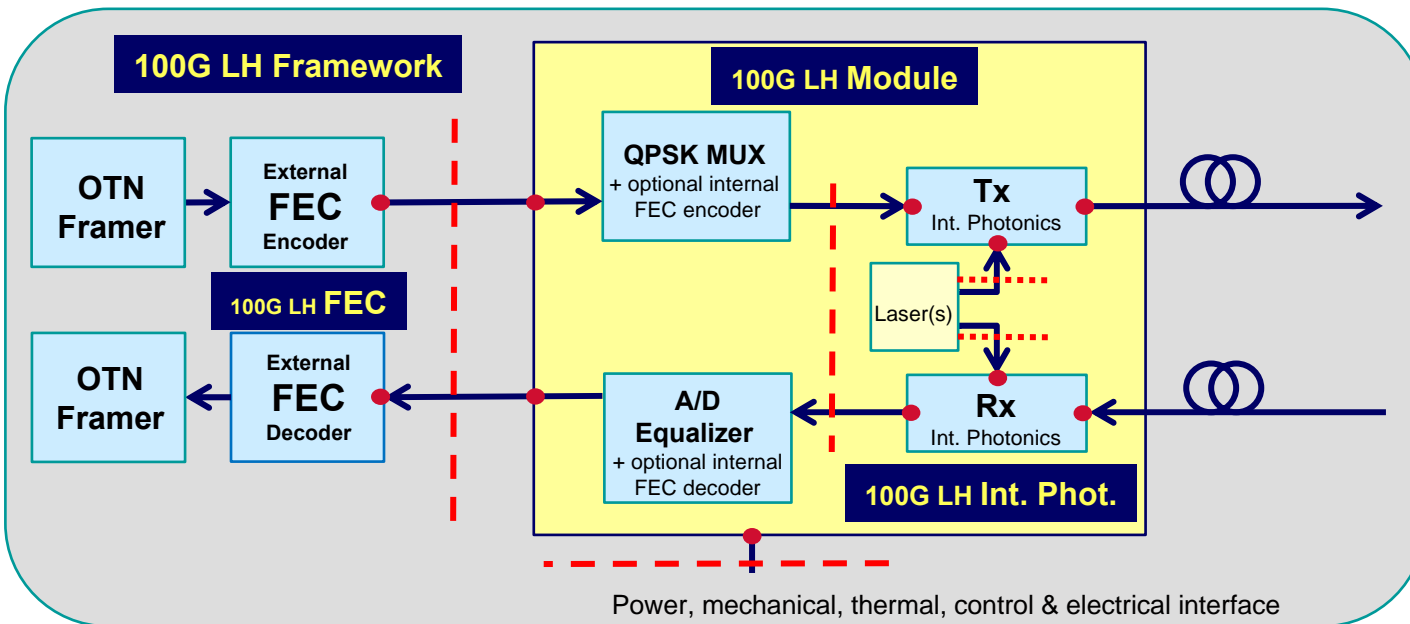 100G LH Framework
100G LH Module
OTN
Framer
External
FEC
Encoder
QPSK MUX
+ optional internal
FEC encoder
Tx
Int. Photonics
Laser(s)
100G LH FEC
OTN
Framer
External
FEC
Decoder
A/D
Equalizer
+ optional internal
FEC decoder
Rx
Int. Photonics
100G LH Int. Phot.
Power, mechanical, thermal, control & electrical interface